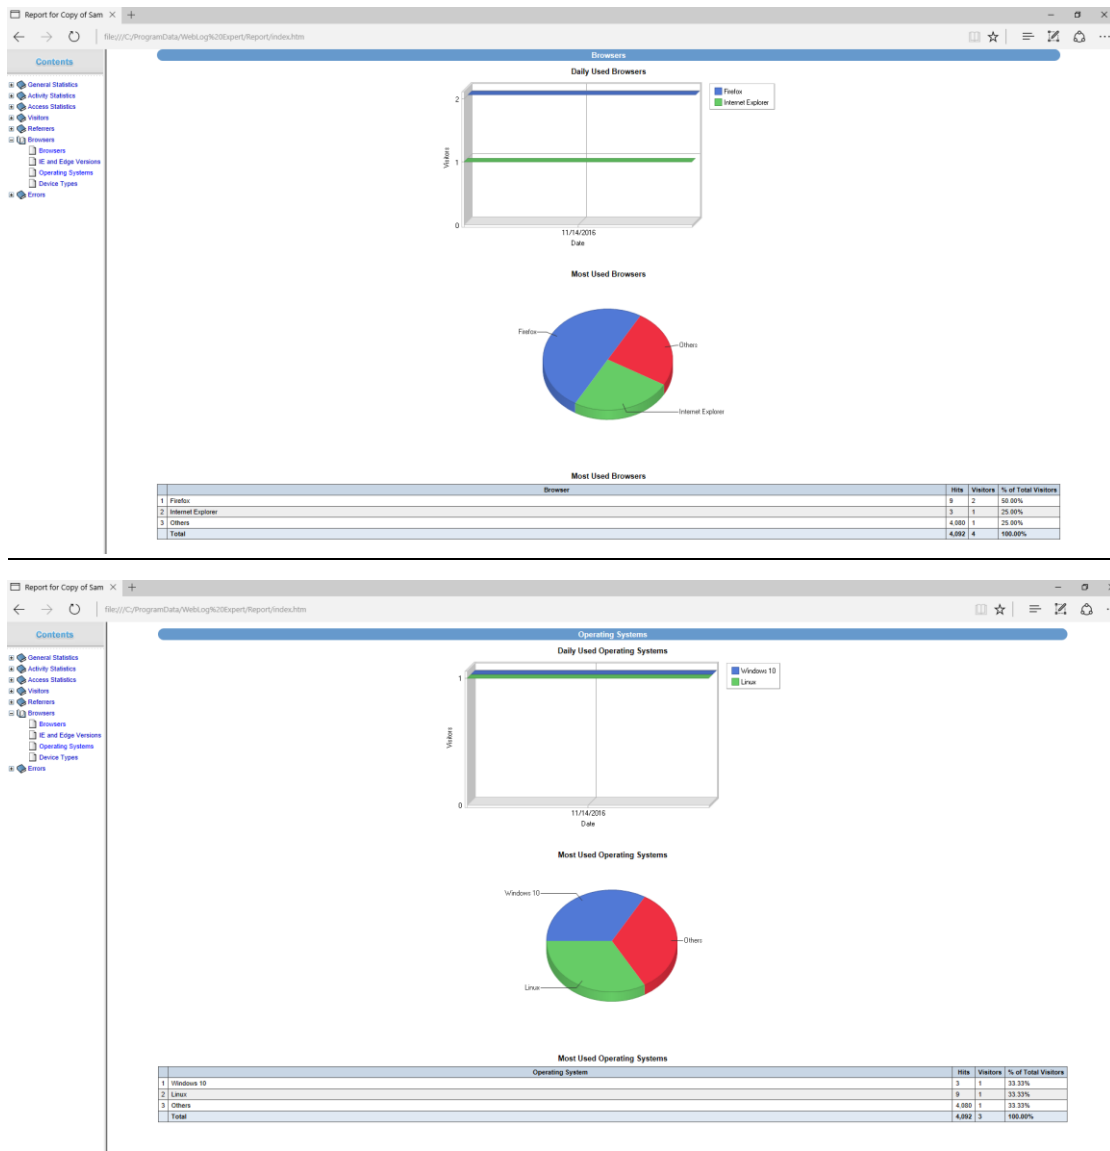 Report for Copy of Sam
file:///C:/ProgramData/WebLog%20Expert/Report/index.htm
Contents
General Statistics
Activity Statistics
Access Statistics
Visitors
Referrers
Browsers
Browsers
IE and Edge Versions
Operating Systems
Device Types
Errors
Browsers
Daily Used Browsers
Firefox
Internet Explorer
2
1
0
Visitors
11/14/2016
Date
Most Used Browsers
Firefox
Others
Internet Explorer
Most Used Browsers
Browser Hits Visitors % of Total Visitors
1 Firefox 9 2 50.00%
2 Internet Explorer 3 1 25.00%
3 Others 4,080 1 25.00%
Total 4,092 4 100.00%
Report for Copy of Sam
file:///C:/ProgramData/WebLog%20Expert/Report/index.htm
Contents
General Statistics
Activity Statistics
Access Statistics
Visitors
Referrers
Browsers
Browsers
IE and Edge Versions
Operating Systems
Device Types
Errors
Operating Systems
Daily Used Operating Systems
Windows 10
Linux
1
0
Visitors
11/14/2016
Date
Most Used Operating Systems
Windows 10
Others
Linux
Most Used Operating Systems
Operating System Hits Visitors % of Total Visitors
1 Windows 10 3 1 33.33%
2 Linux 9 1 33.33%
3 Others 4,080 1 33.33%
Total 4,092 3 100.00%